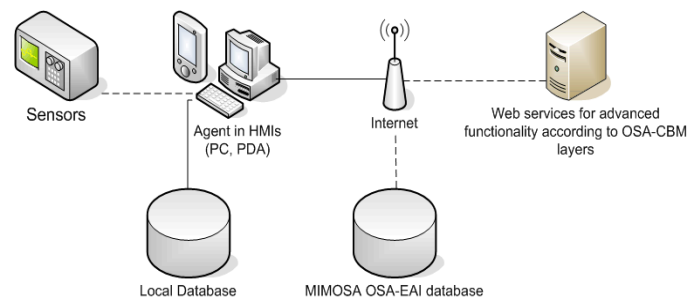 Sensors
Agent in HMIs
(PC, PDA)
Internet
Web services for advanced
functionality according to OSA-CBM
layers
Local Database
MIMOSA OSA-EAI database